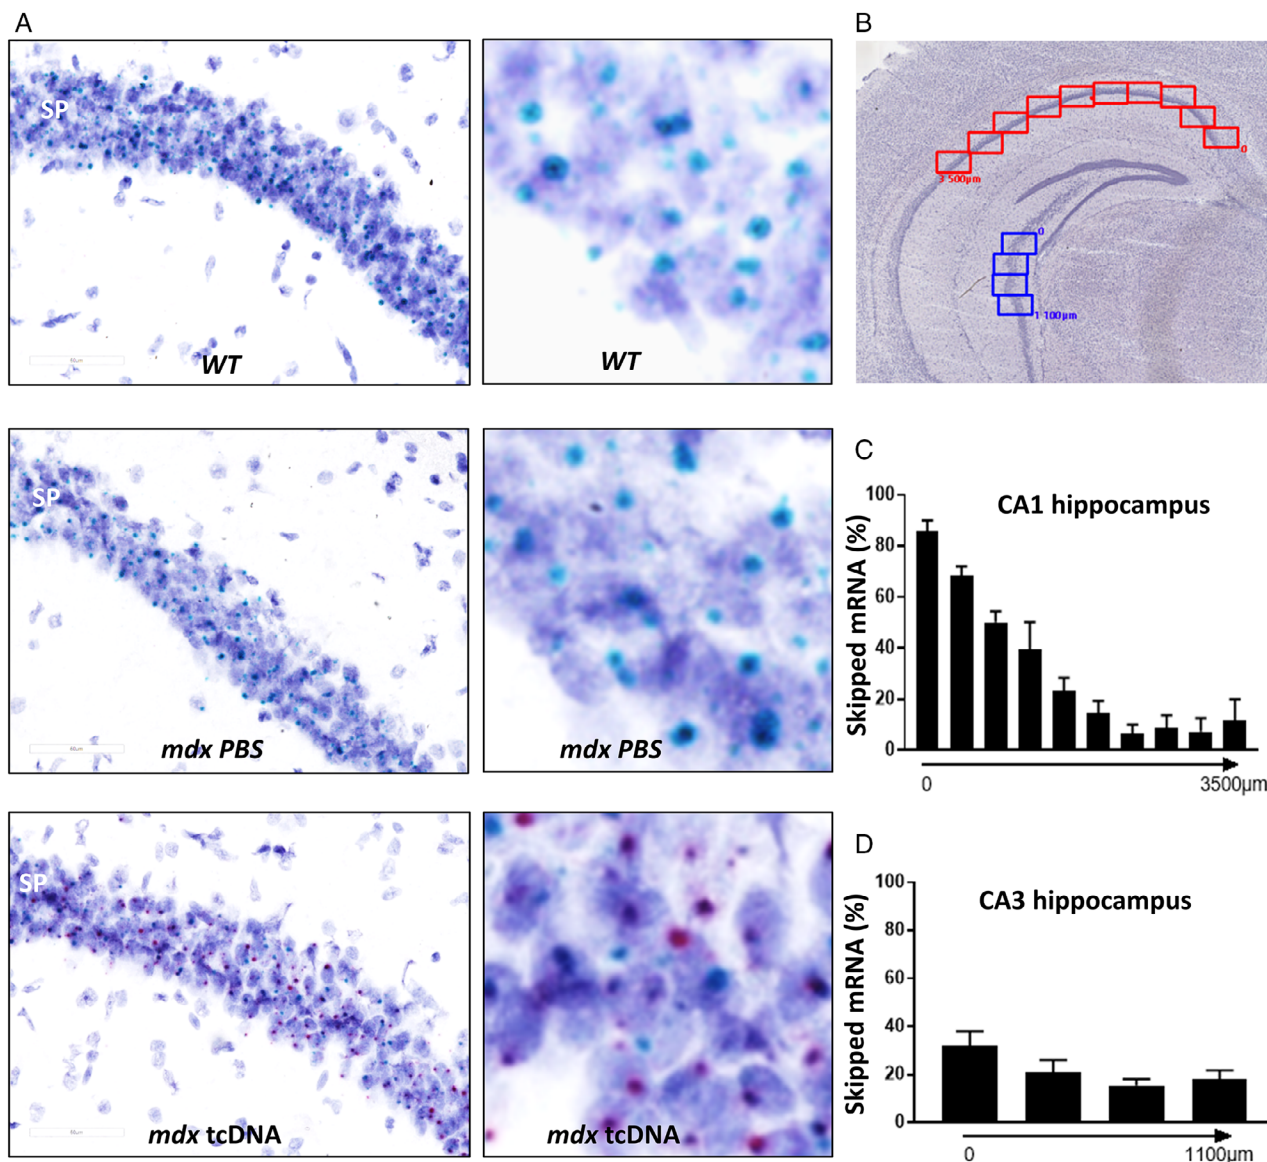 A
SP
WT
WT
B
0
3 500µm
0
1 100µm
SP
mdx PBS
mdx PBS
C
CA1 hippocampus
Skipped mRNA (%)
100
80
60
40
20
0
0
3500µm
SP
mdx tcDNA
mdx tcDNA
D
CA3 hippocampus
Skipped mRNA (%)
100
80
60
40
20
0
0
1100µm